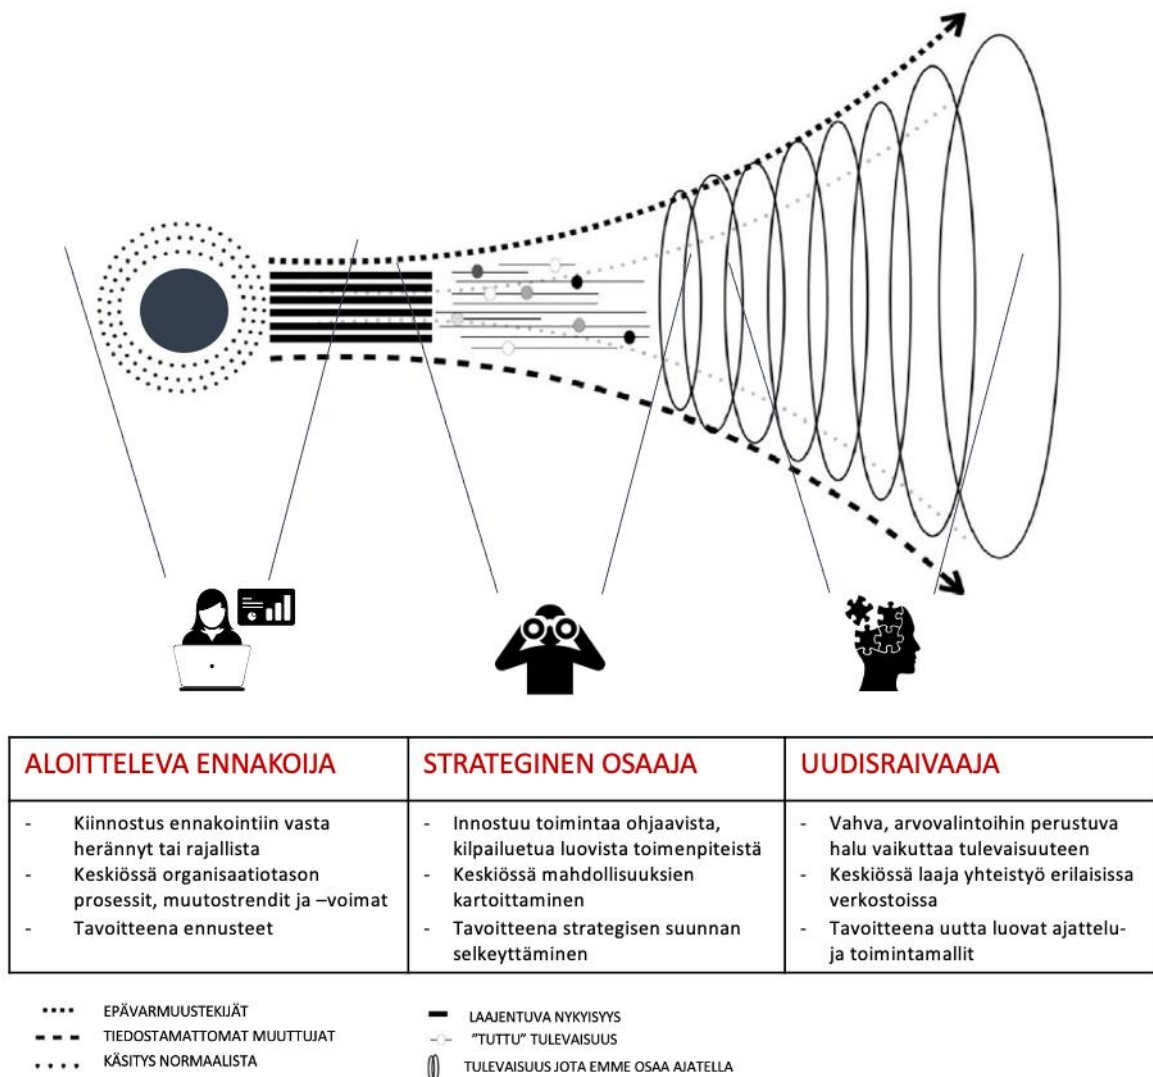 ALOITTELEVA ENNAKOIJA
- Kiinnostus ennakointiin vasta
herännyt tai rajallista
- Keskiössä organisaatiotason
prosessit, muutostrendit ja –voimat
- Tavoitteena ennusteet
STRATEGINEN OSAAJA
- Innostuu toimintaa ohjaavista,
kilpailuetua luovista toimenpiteistä
- Keskiössä mahdollisuuksien
kartoittaminen
- Tavoitteena strategisen suunnan
selkeyttäminen
UUDISRAIVAAJA
- Vahva, arvovalintoihin perustuva
halu vaikuttaa tulevaisuuteen
- Keskiössä laaja yhteistyö erilaisissa
verkostoissa
- Tavoitteena uutta luovat ajattelu-
ja toimintamallit
EPÄVARMUUSTEKIJÄT
TIEDOSTAMATTOMAT MUUTTUJAT
KÄSITYS NORMAALISTA
LAAJENTUVA NYKYISYYS
”TUTTU” TULEVAISUUS
TULEVAISUUS JOTA EMME OSAA AJATELLA